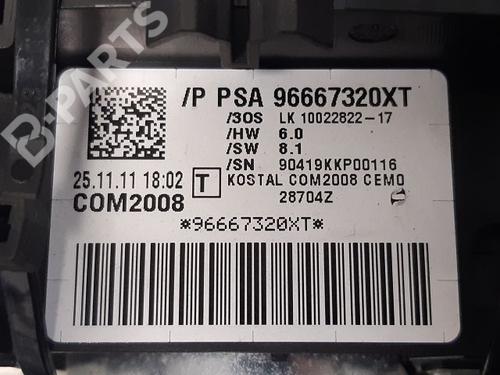 B-PARTS
/P PSA 96667320XT
/3OS LK 10022822-17
/HW 6.0
/SW 8.1
/SN 90419KKP00116
25.11.11 18:02 T KOSTAL COM2008 CEMO
COM2008 28704Z
*96667320XT*